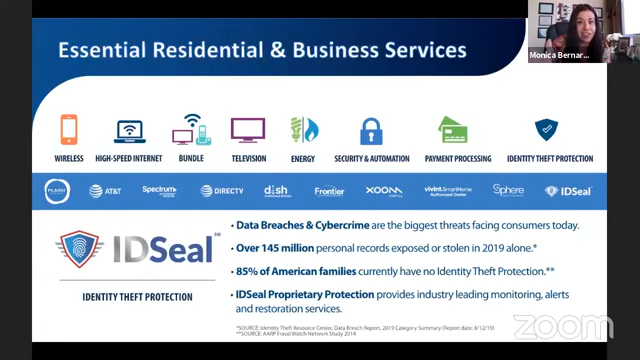 Essential Residential & Business Services
Monica Bernar...
WIRELESS
HIGH-SPEED INTERNET
BUNDLE
TELEVISION
ENERGY
SECURITY & AUTOMATION
PAYMENT PROCESSING
IDENTITY THEFT PROTECTION
FLASH
AT&T
Spectrum
DIRECTV
dish
Frontier
XOOM
vivint.SmartHome
Authorized Dealer
Sphere
IDSeal
IDSeal SM
IDENTITY THEFT PROTECTION
• Data Breaches & Cybercrime are the biggest threats facing consumers today.
• Over 145 million personal records exposed or stolen in 2019 alone.*
• 85% of American families currently have no Identity Theft Protection.**
• IDSeal Proprietary Protection provides industry leading monitoring, alerts
and restoration services.
*SOURCE: Identity Theft Resource Center, Data Breach Report, 2019 Category Summary (Report date: 8/12/19)
**SOURCE: AARP Fraud Watch Network Study 2014
zoom